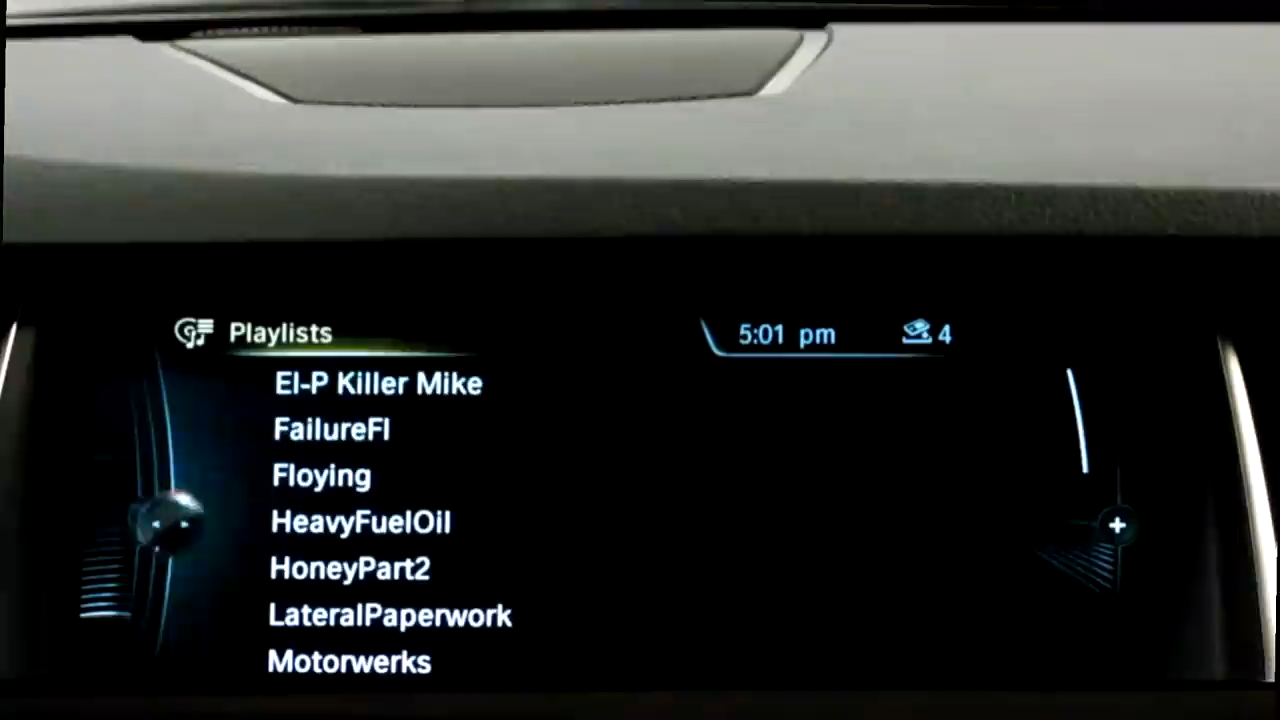 Playlists
5:01 pm 4
El-P Killer Mike
FailureFl
Floying
HeavyFuelOil
HoneyPart2
LateralPaperwork
Motorwerks